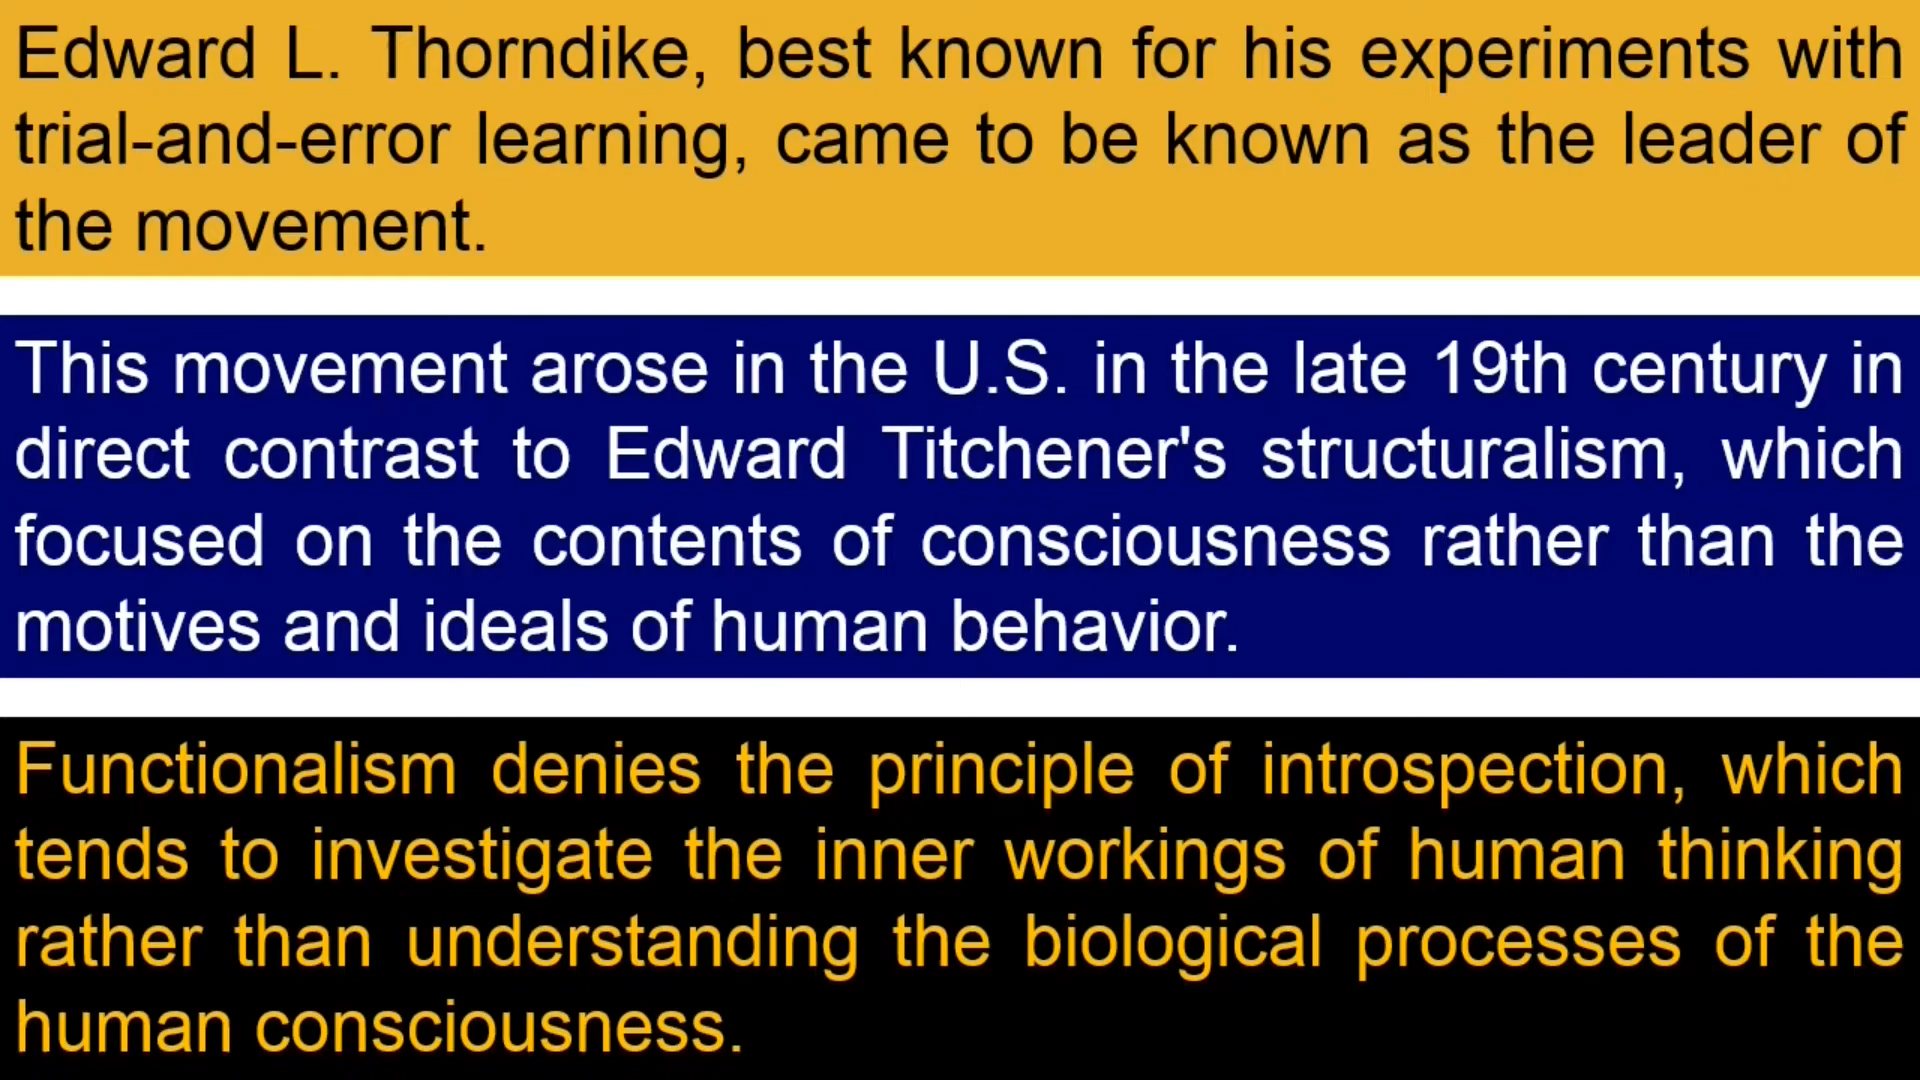 Edward L. Thorndike, best known for his experiments with
trial-and-error learning, came to be known as the leader of
the movement.
This movement arose in the U.S. in the late 19th century in
direct contrast to Edward Titchener's structuralism, which
focused on the contents of consciousness rather than the
motives and ideals of human behavior.
Functionalism denies the principle of introspection, which
tends to investigate the inner workings of human thinking
rather than understanding the biological processes of the
human consciousness.